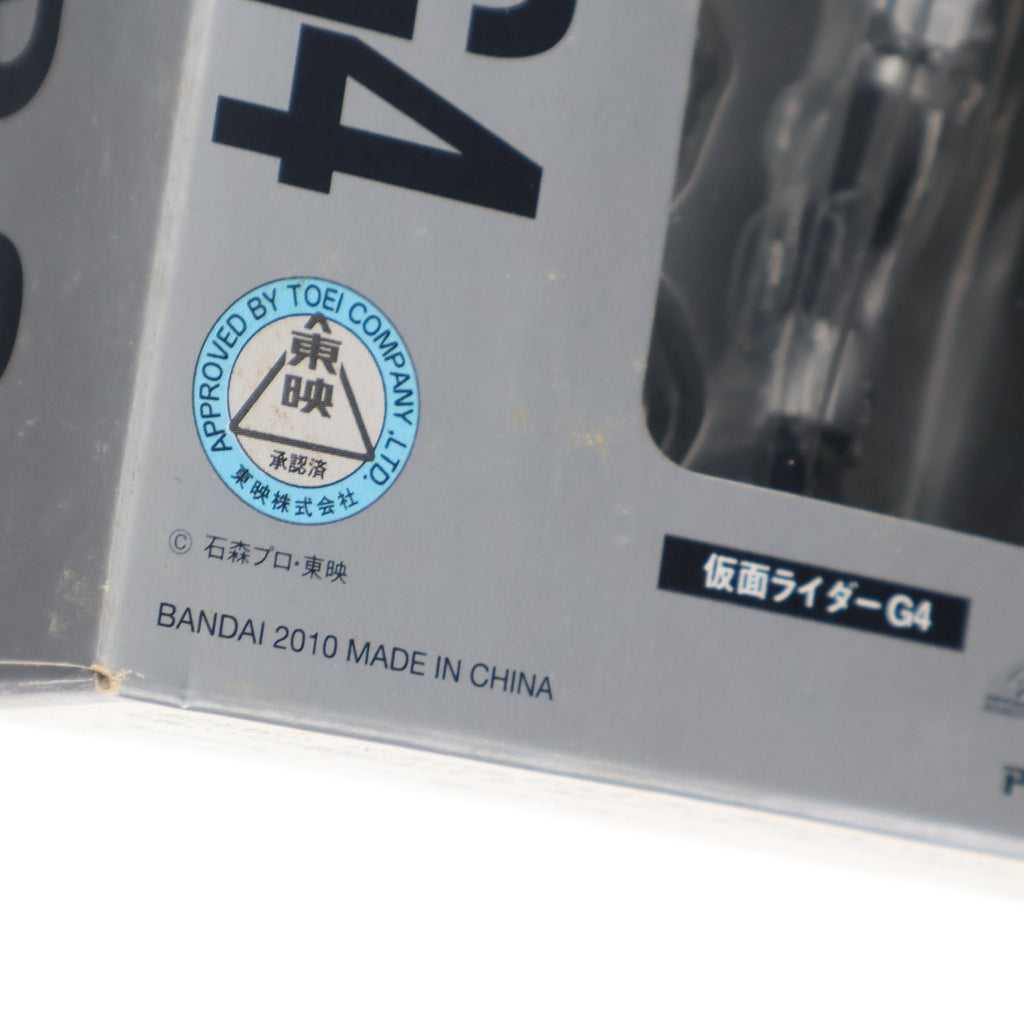 G4
APPROVED BY TOEI COMPANY .LTD.
東映
承認済
東映株式会社
© 石森プロ・東映
BANDAI 2010 MADE IN CHINA
仮面ライダーG4